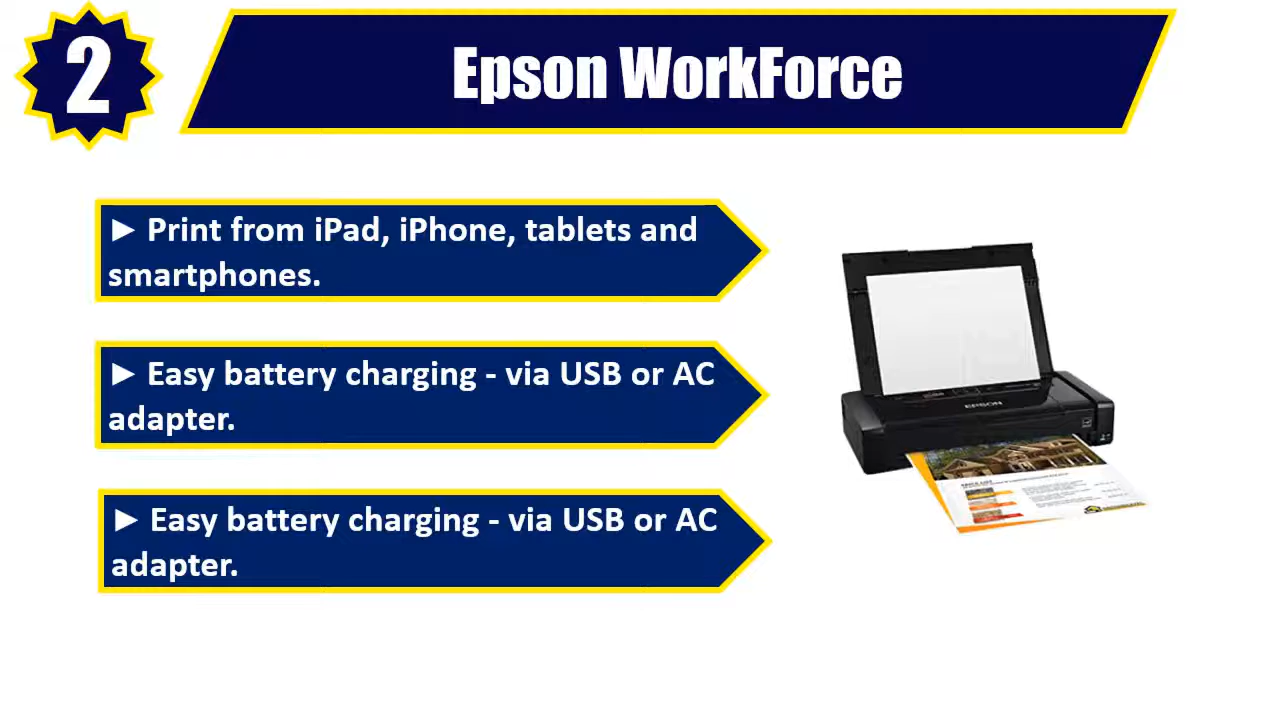 2
Epson WorkForce
► Print from iPad, iPhone, tablets and
smartphones.
► Easy battery charging - via USB or AC
adapter.
► Easy battery charging - via USB or AC
adapter.
EPSON